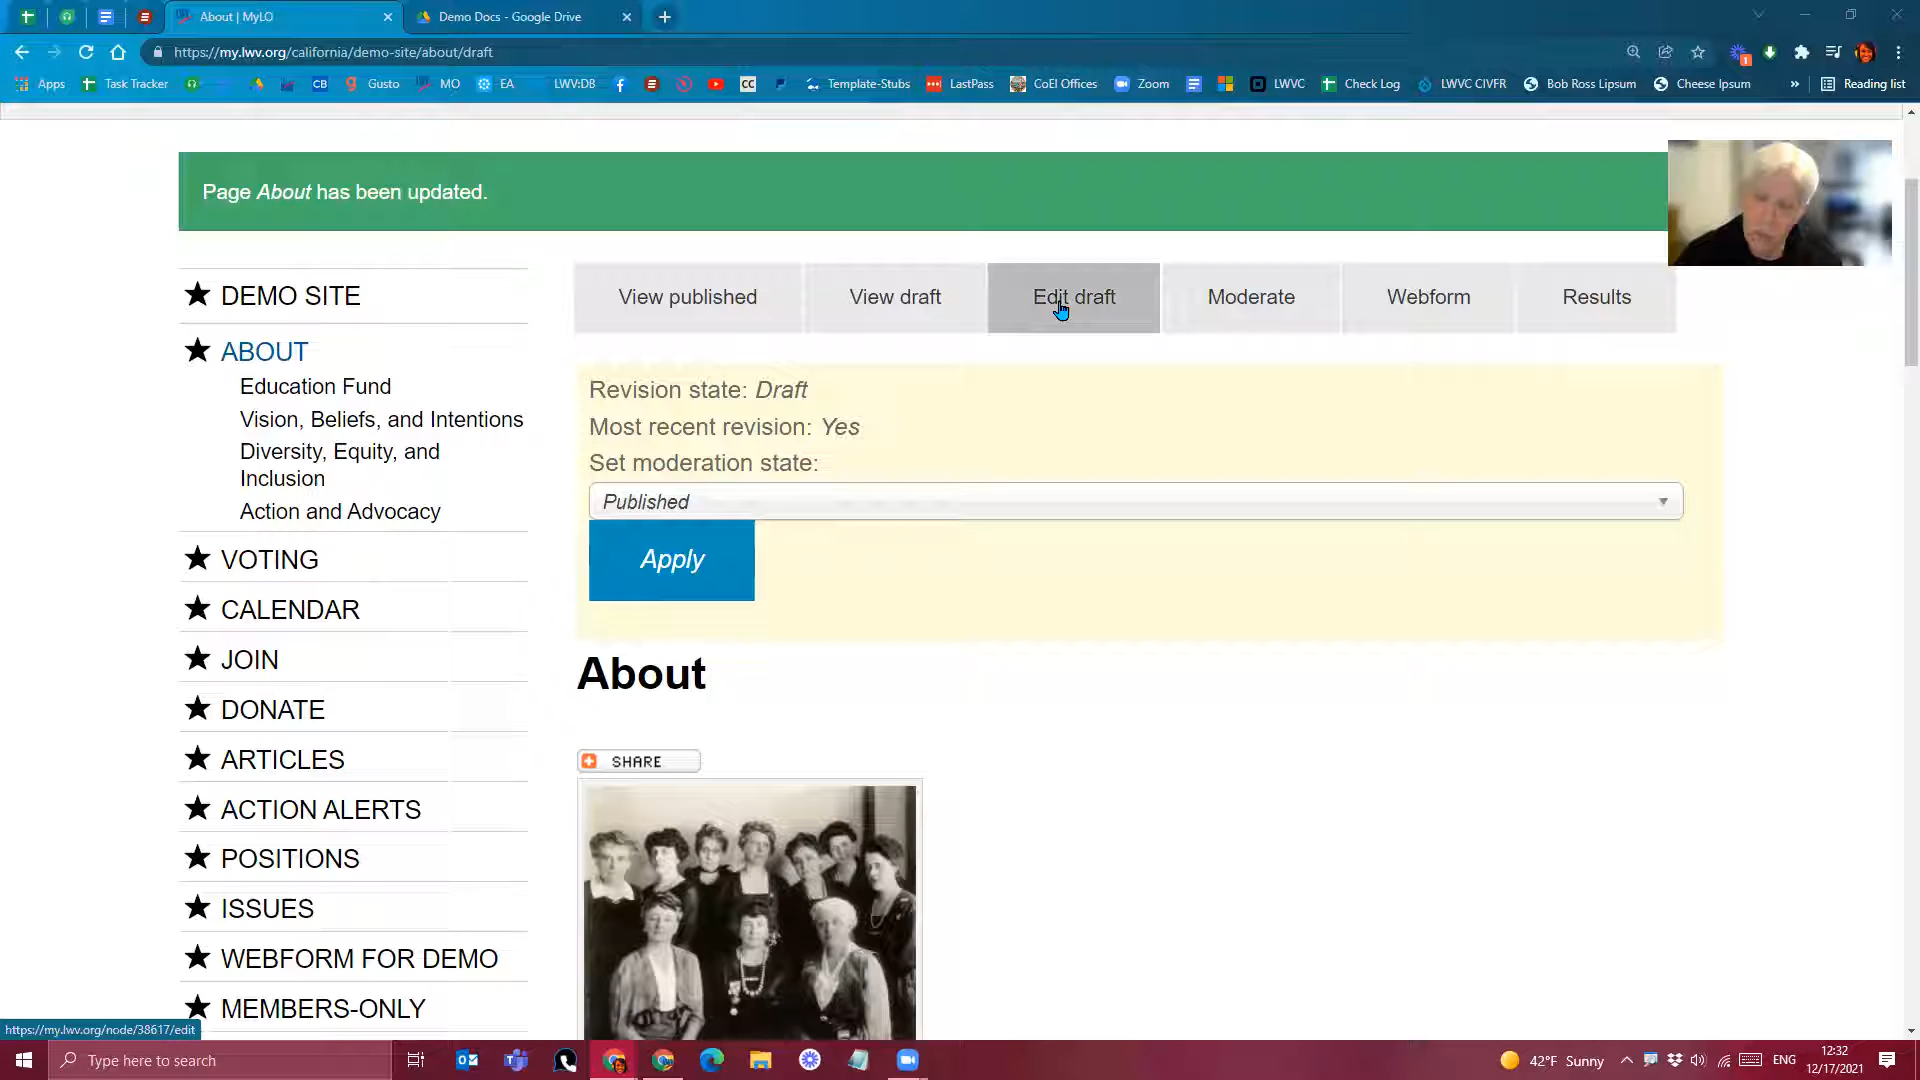 About | MyLO
Demo Docs - Google Drive
https://my.lwv.org/california/demo-site/about/draft
Apps
Task Tracker
CB
Gusto
MO
EA
LWV:DB
CC
Template-Stubs
LastPass
CoEl Offices
Zoom
LWVC
Check Log
LWVC CIVFR
Bob Ross Lipsum
Cheese Ipsum
»
Reading list
Page About has been updated.
DEMO SITE
ABOUT
Education Fund
Vision, Beliefs, and Intentions
Diversity, Equity, and
Inclusion
Action and Advocacy
VOTING
CALENDAR
JOIN
DONATE
ARTICLES
ACTION ALERTS
POSITIONS
ISSUES
WEBFORM FOR DEMO
MEMBERS-ONLY
View published
View draft
Edit draft
Moderate
Webform
Results
Revision state: Draft
Most recent revision: Yes
Set moderation state:
Published
Apply
About
SHARE
https://my.lwv.org/node/38617/edit
Type here to search
42°F Sunny
ENG
12:32
12/17/2021